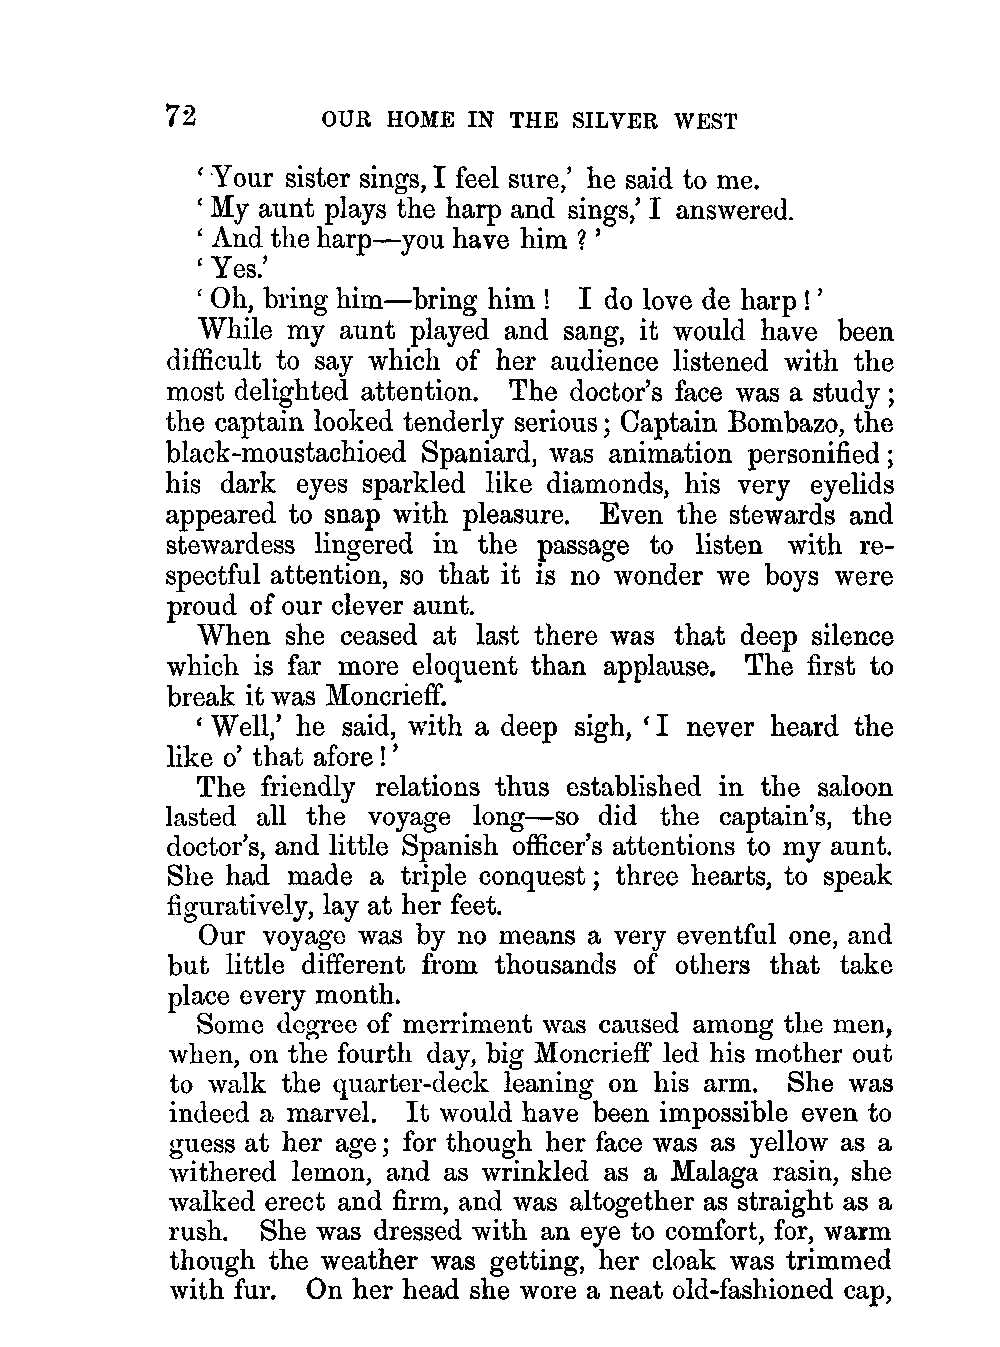 72 OUR HOME IN THE SILVER WEST
‘Your sister sings, I feel sure,’ he said to me.
‘My aunt plays the harp and sings,’ I answered.
‘And the harp—you have him?’
‘Yes.’
‘Oh, bring him—bring him! I do love de harp!’
While my aunt played and sang, it would have been
difficult to say which of her audience listened with the
most delighted attention. The doctor’s face was a study;
the captain looked tenderly serious; Captain Bombazo, the
black-moustachioed Spaniard, was animation personified;
his dark eyes sparkled like diamonds, his very eyelids
appeared to snap with pleasure. Even the stewards and
stewardess lingered in the passage to listen with re-
spectful attention, so that it is no wonder we boys were
proud of our clever aunt.
When she ceased at last there was that deep silence
which is far more eloquent than applause. The first to
break it was Moncrieff.
‘Well,’ he said, with a deep sigh, ‘I never heard the
like o’ that afore!’
The friendly relations thus established in the saloon
lasted all the voyage long—so did the captain’s, the
doctor’s, and little Spanish officer’s attentions to my aunt.
She had made a triple conquest; three hearts, to speak
figuratively, lay at her feet.
Our voyage was by no means a very eventful one, and
but little different from thousands of others that take
place every month.
Some degree of merriment was caused among the men,
when, on the fourth day, big Moncrieff led his mother out
to walk the quarter-deck leaning on his arm. She was
indeed a marvel. It would have been impossible even to
guess at her age; for though her face was as yellow as a
withered lemon, and as wrinkled as a Malaga rasin, she
walked erect and firm, and was altogether as straight as a
rush. She was dressed with an eye to comfort, for, warm
though the weather was getting, her cloak was trimmed
with fur. On her head she wore a neat old-fashioned cap,